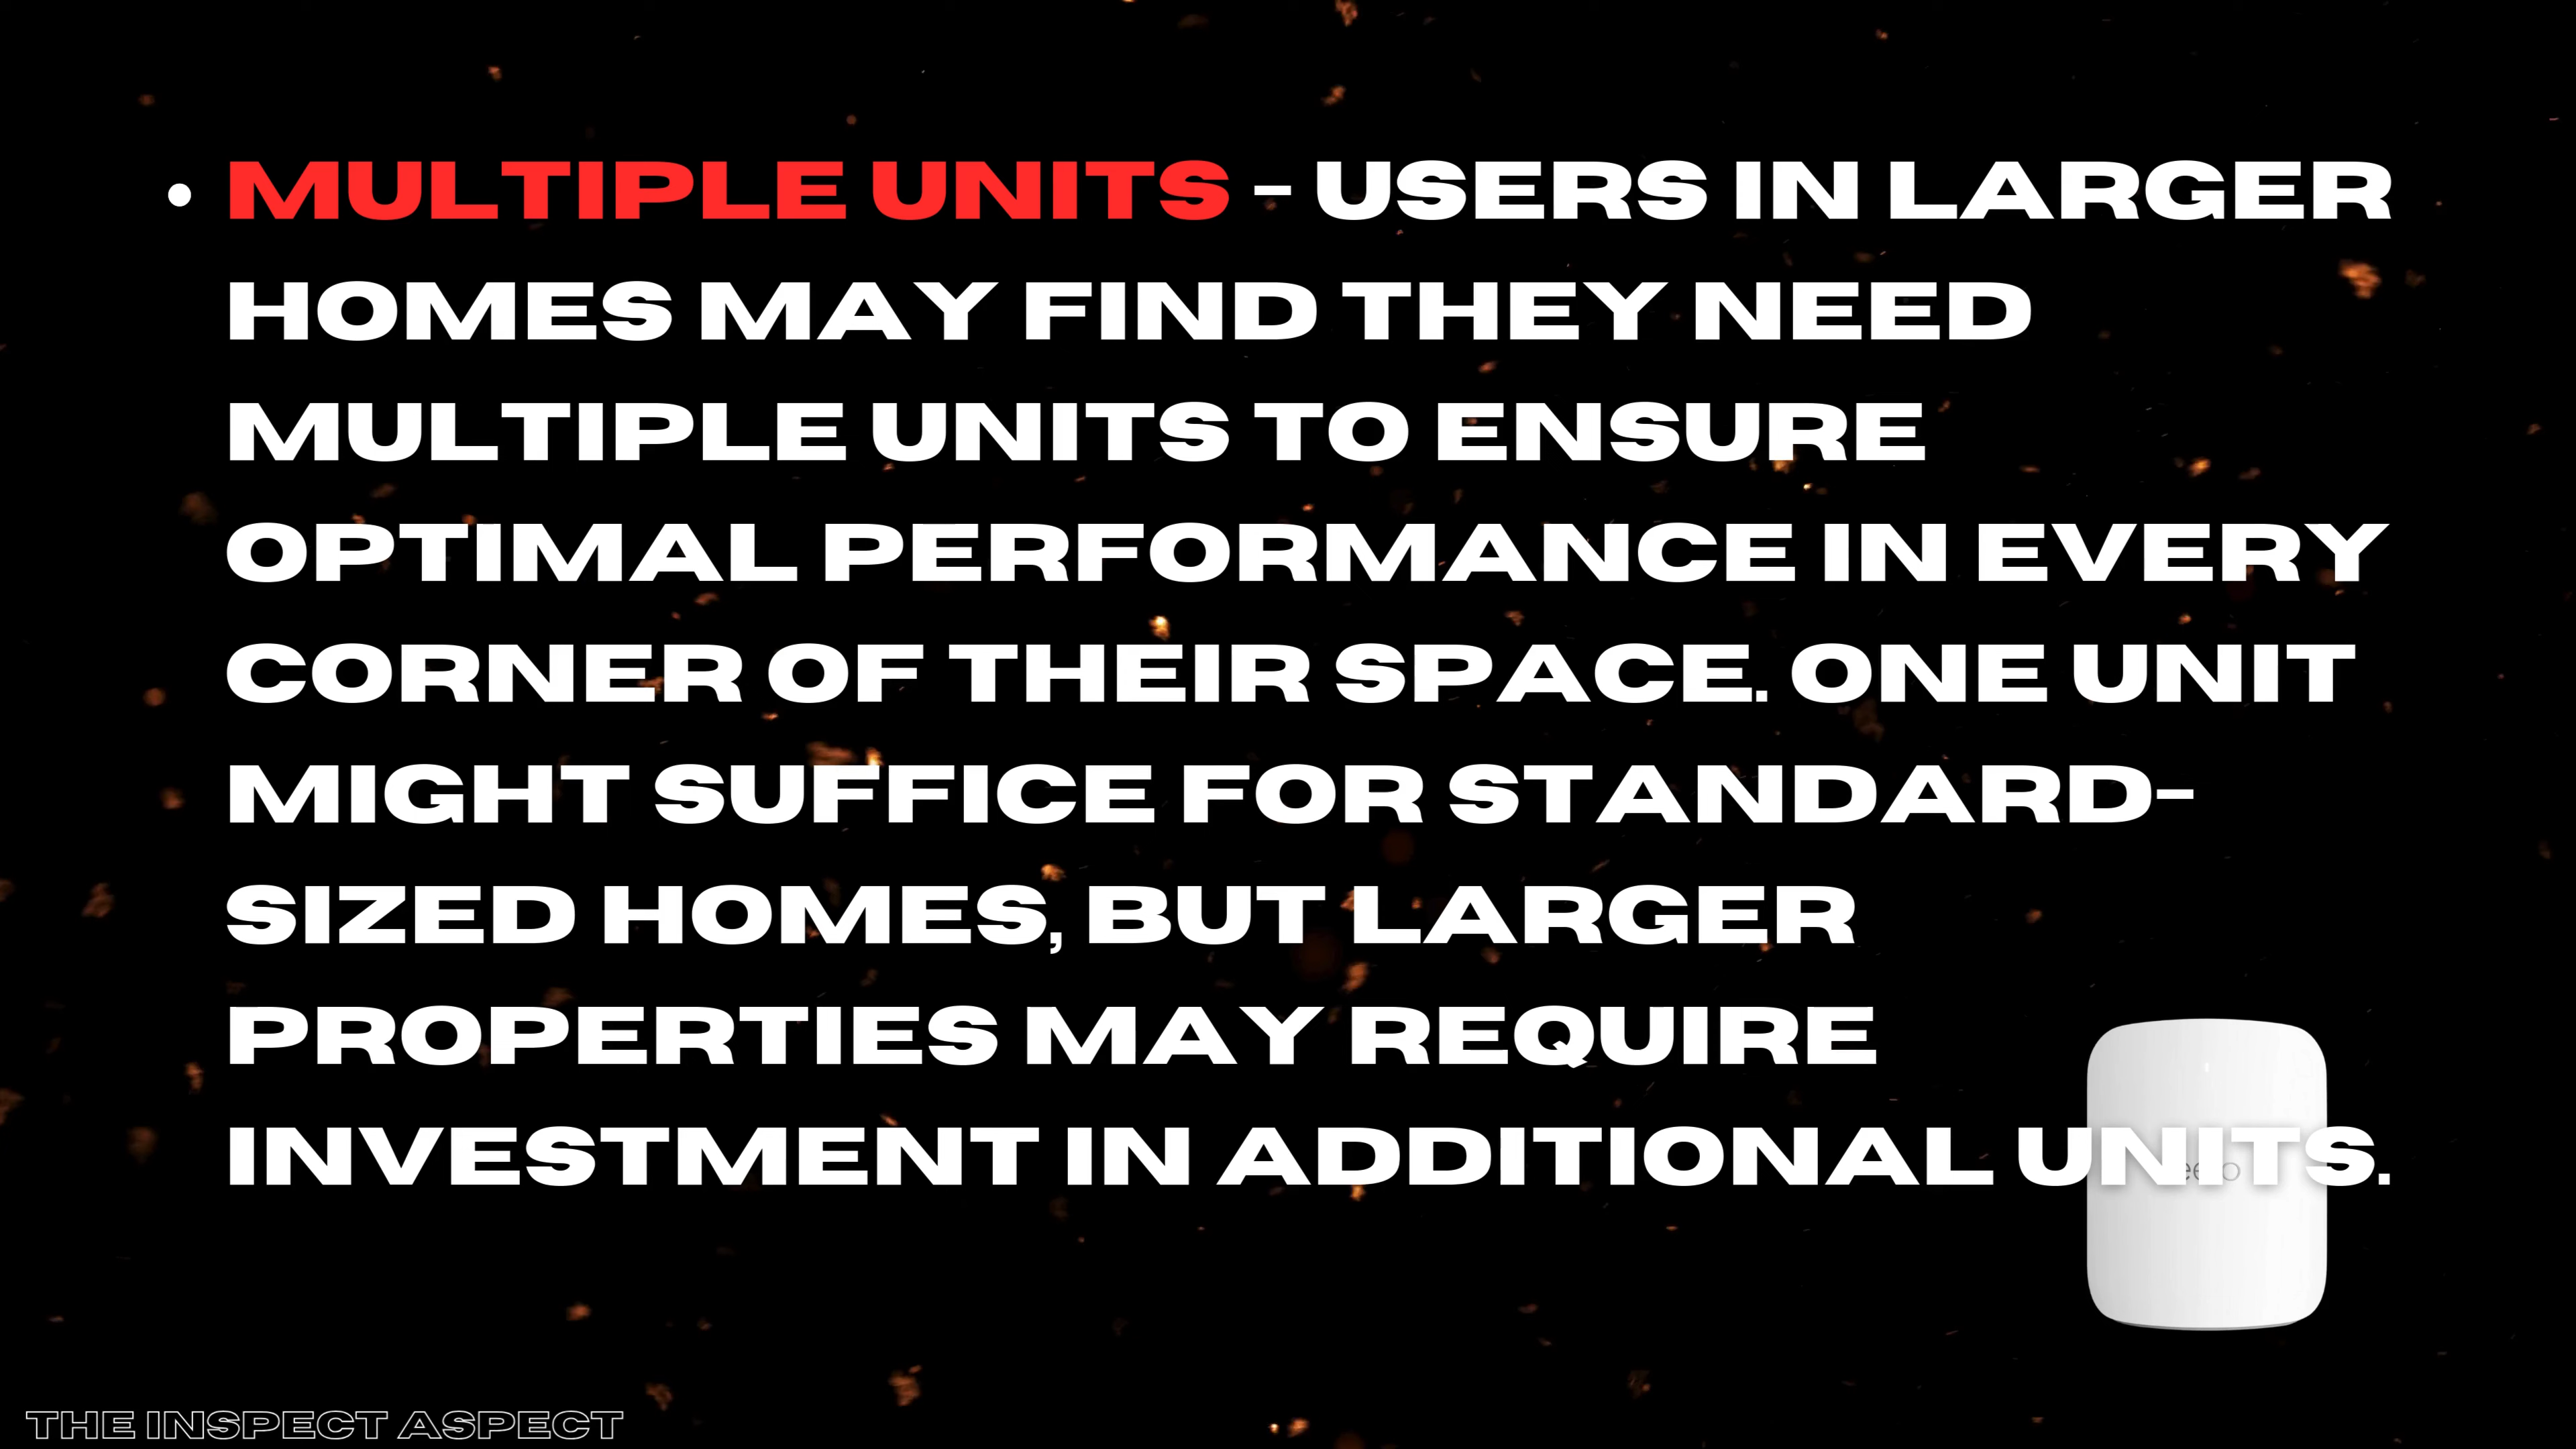 • MULTIPLE UNITS - USERS IN LARGER
HOMES MAY FIND THEY NEED
MULTIPLE UNITS TO ENSURE
OPTIMAL PERFORMANCE IN EVERY
CORNER OF THEIR SPACE. ONE UNIT
MIGHT SUFFICE FOR STANDARD-
SIZED HOMES, BUT LARGER
PROPERTIES MAY REQUIRE
INVESTMENT IN ADDITIONAL UNITS.
THE INSPECT ASPECT